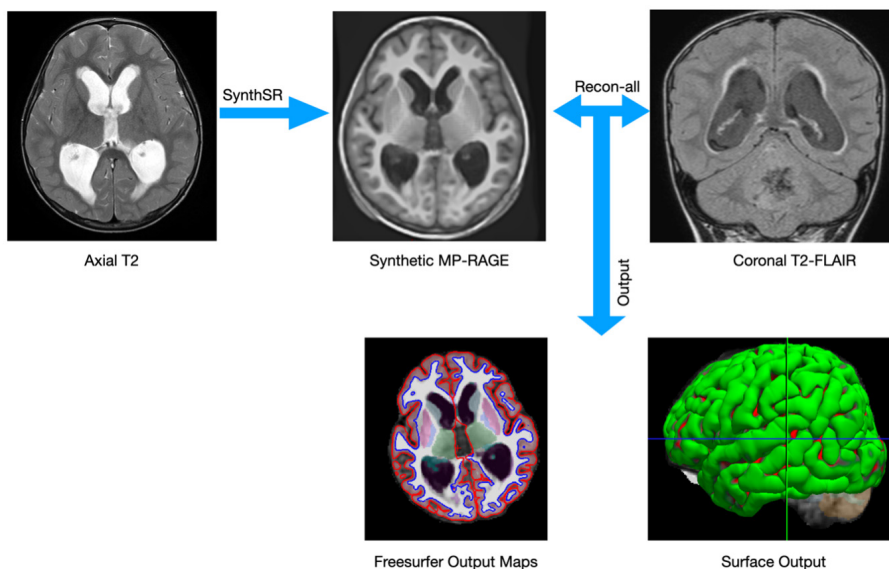 SynthSR
Recon-all
Axial T2
Synthetic MP-RAGE
Coronal T2-FLAIR
Output
Freesurfer Output Maps
Surface Output